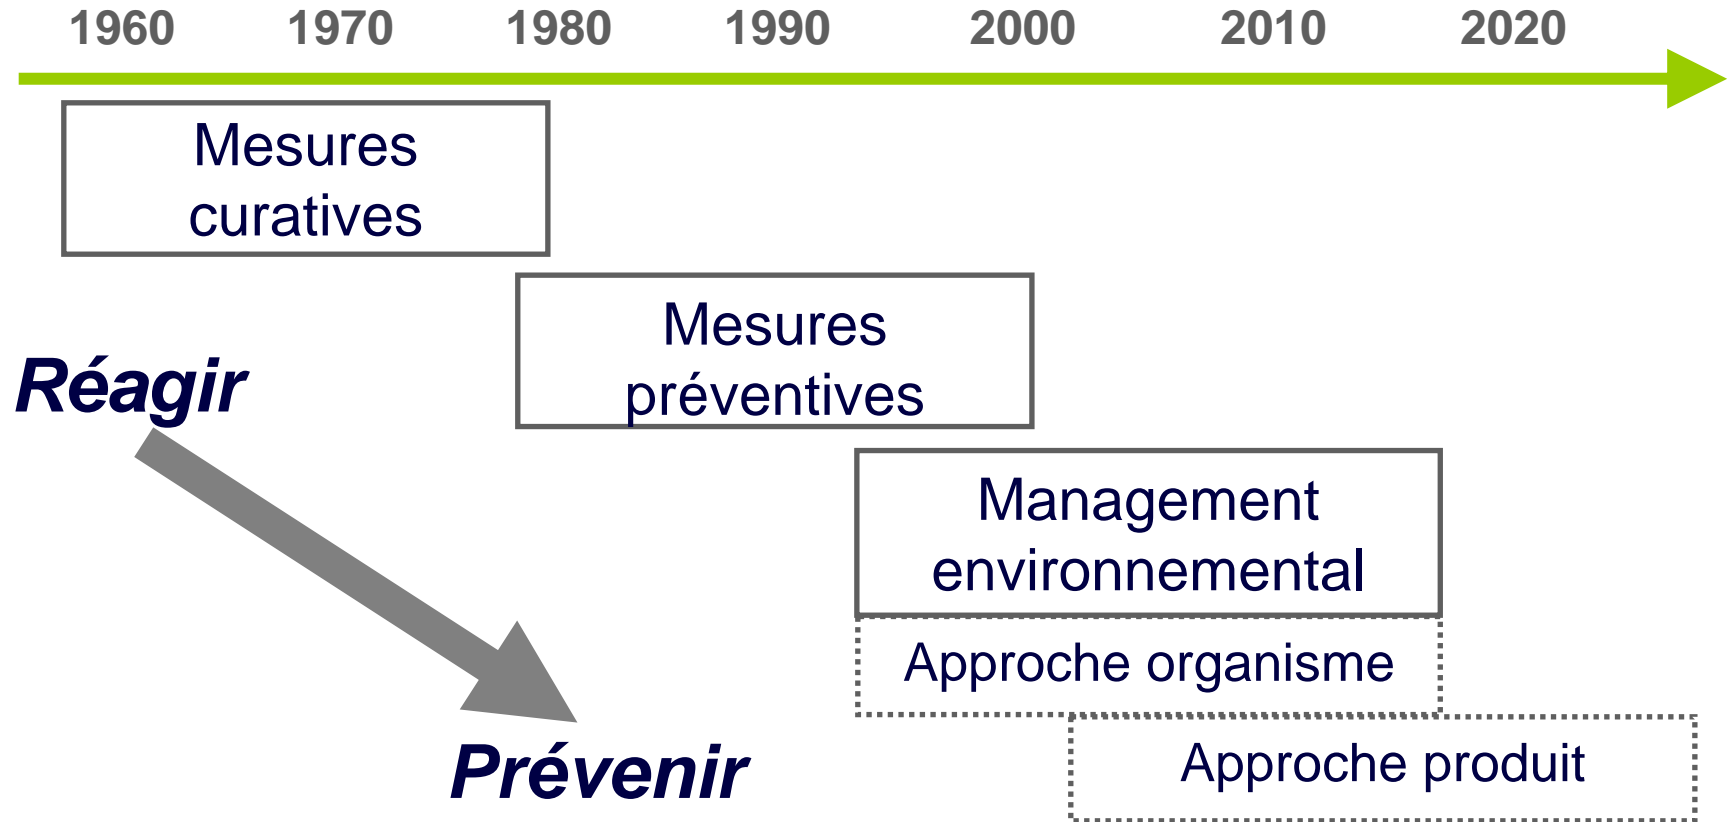 1960 1970 1980 1990 2000 2010 2020
Mesures
curatives
Mesures
préventives
Réagir
Management
environnemental
Approche organisme
Prévenir
Approche produit